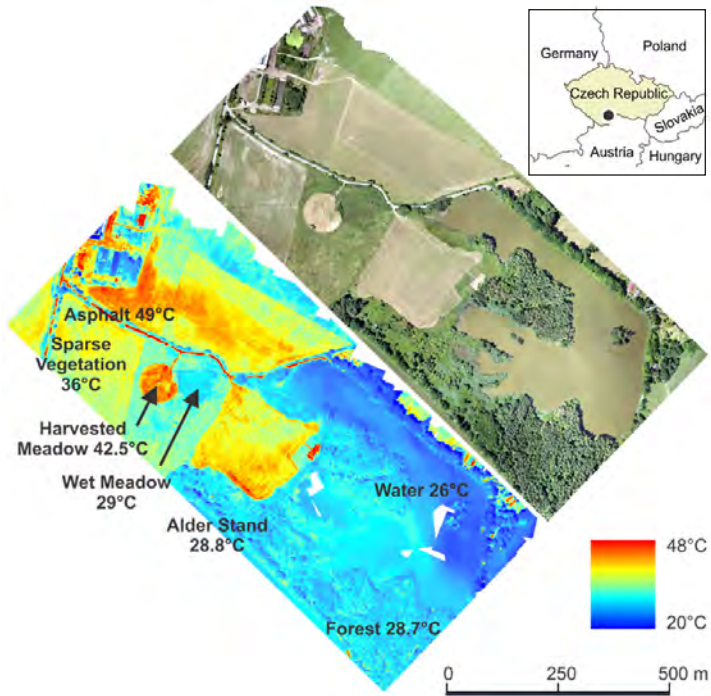 Germany
Poland
Czech Republic
Slovakia
Austria
Hungary
Asphalt 49°C
Sparse
Vegetation
36°C
Harvested
Meadow 42.5°C
Wet Meadow
29°C
Alder Stand
28.8°C
Water 26°C
Forest 28.7°C
48°C
20°C
0
250
500 m